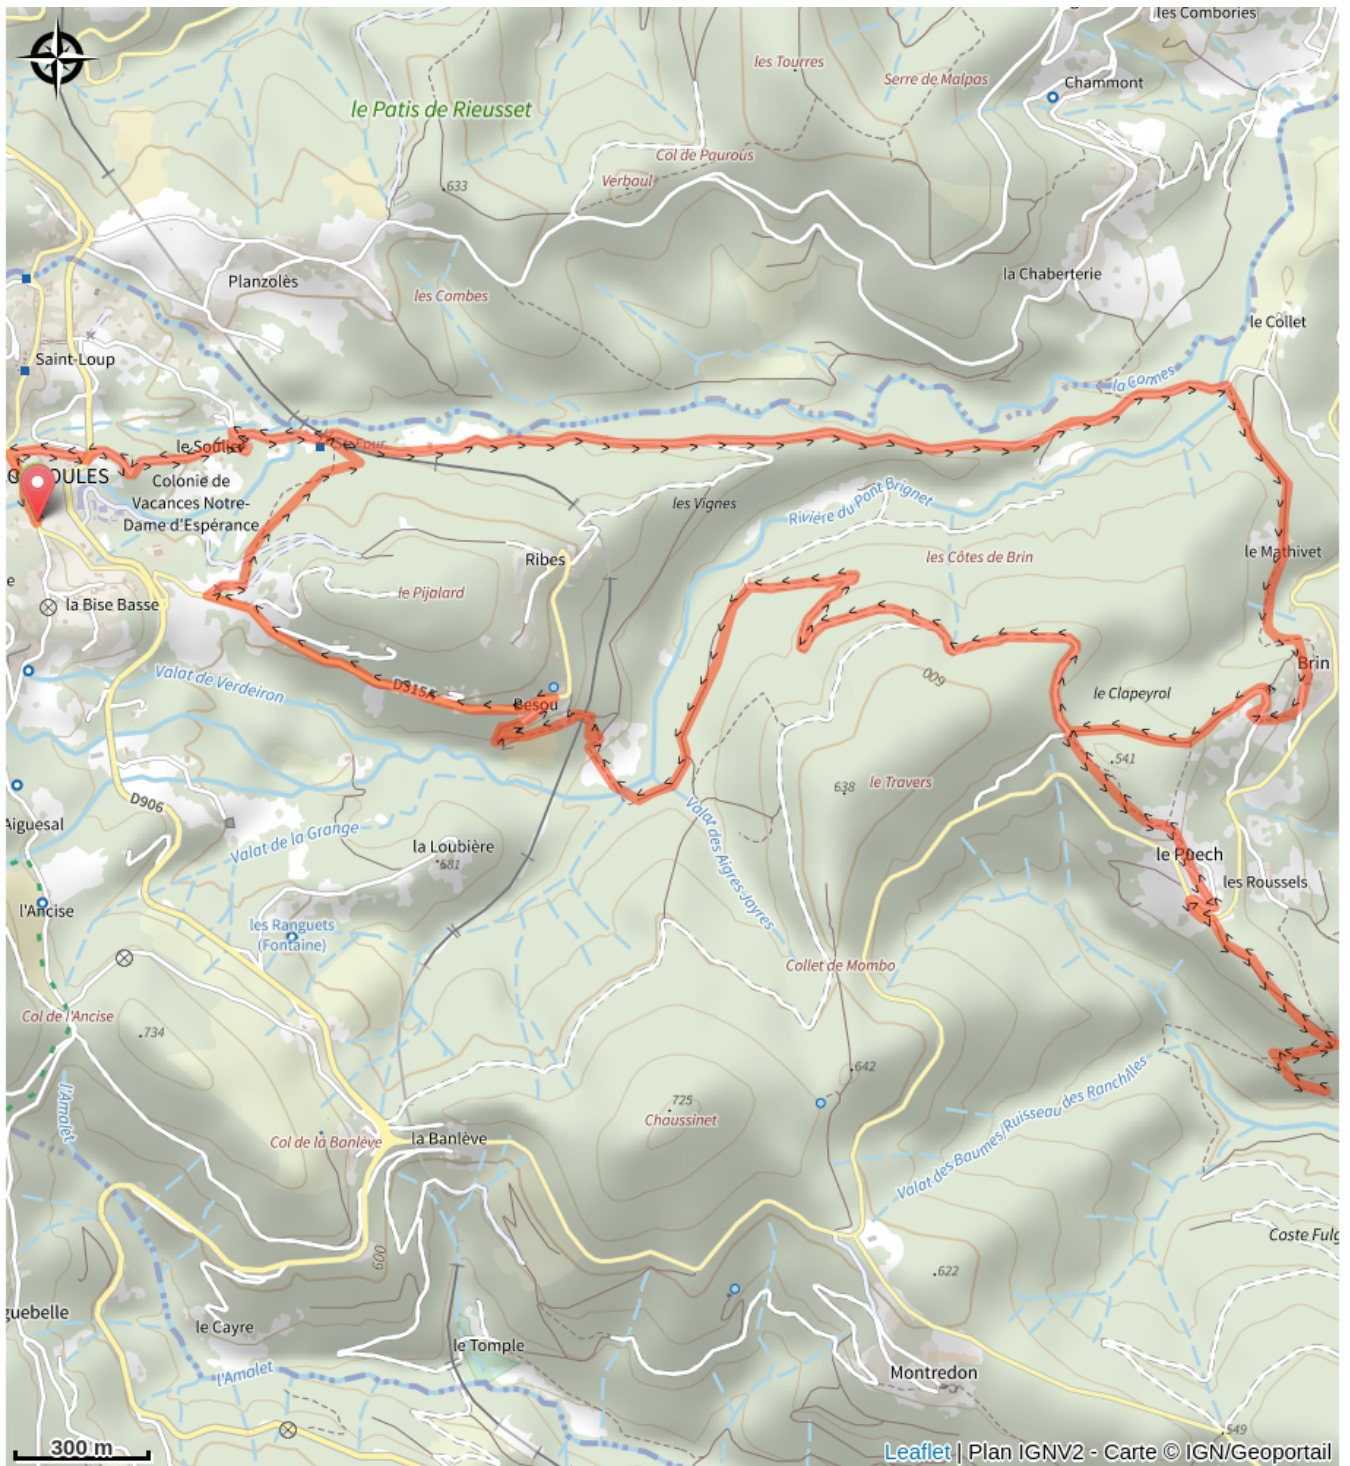 les Combories
les Tourres
Serre de Malpas
Chammont
le Patis de Rieusset
Col de Pauroùs
Verbaul
633
Planzolès
les Combes
la Chaberterie
le Collet
Saint-Loup
la Connes
le Soulier
OULES
Colonie de
Vacances Notre-
Dame d'Espérance
les Vignes
Rivière du Pont Brignet
le Mathivet
Ribes
les Côtes de Brin
le Pijalard
e
la Bise Basse
Brin
Valat de Verdeiron
D315A
009
le Clapeyrol
Besou
541
le Travers
638
D906
Aiguesal
Valat de la Grange
la Loubière
681
Valat des Aigres-Jayres
le Puech
les Roussels
l'Ancise
les Ranguets
(Fontaine)
Collet de Mombo
Col de l'Ancise
734
642
l'Amalet
725
Chaussinet
Valat des Baumes/Ruisseau des Ranchilles
Col de la Banlève
la Banlève
600
Coste Fulg
622
guebelle
le Cayre
le Tomple
l'Amalet
Montredon
549
300 m
Leaflet | Plan IGNV2 - Carte © IGN/Geoportail